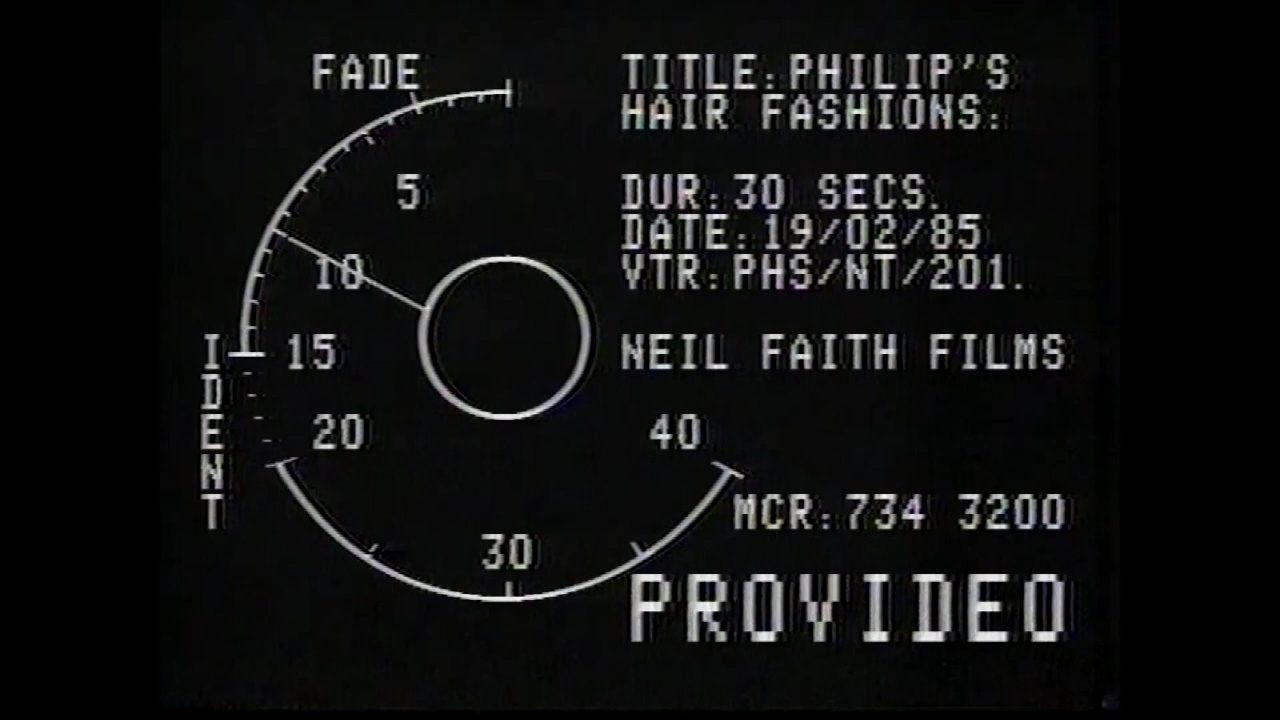 FADE
TITLE:PHILIP'S
HAIR FASHIONS:
5
DUR:30 SECS.
DATE:19/02/85
10
VTR:PHS/NT/201.
IDENT
15
NEIL FAITH FILMS
20
40
MCR:734 3200
30
PROVIDEO